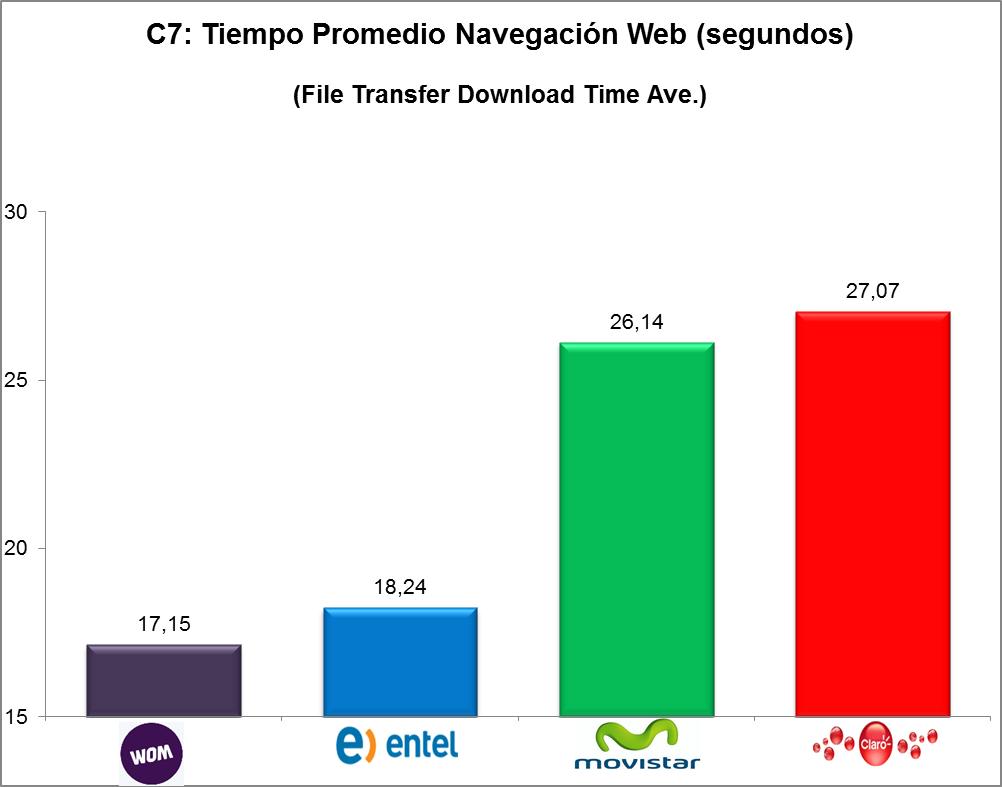 C7: Tiempo Promedio Navegación Web (segundos)
(File Transfer Download Time Ave.)
30
25
20
15
17,15
18,24
26,14
27,07
WOM
e) entel
movistar
Claro